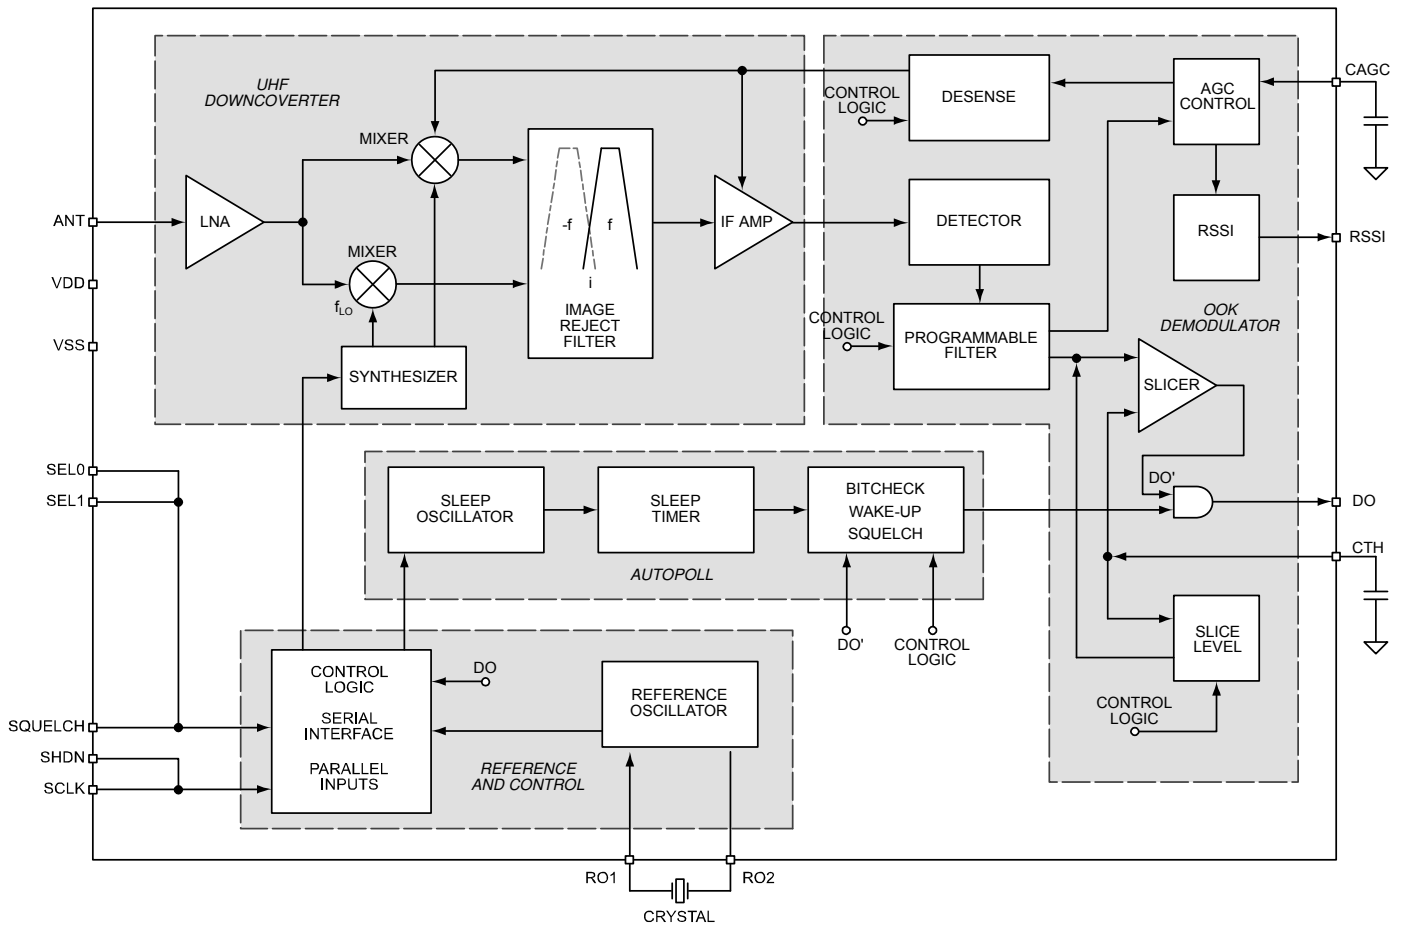 UHF
DOWNCOVERTER
MIXER
LNA
MIXER
fLO
SYNTHESIZER
-f
f
i
IMAGE
REJECT
FILTER
IF AMP
CONTROL
LOGIC
DESENSE
AGC
CONTROL
DETECTOR
RSSI
CONTROL
LOGIC
PROGRAMMABLE
FILTER
OOK
DEMODULATOR
SLICER
DO'
SLICE
LEVEL
CONTROL
LOGIC
CAGC
RSSI
DO
CTH
ANT
VDD
VSS
SEL0
SEL1
SQUELCH
SHDN
SCLK
SLEEP
OSCILLATOR
SLEEP
TIMER
BITCHECK
WAKE-UP
SQUELCH
AUTOPOLL
DO'
CONTROL
LOGIC
CONTROL
LOGIC
SERIAL
INTERFACE
PARALLEL
INPUTS
DO
REFERENCE
OSCILLATOR
REFERENCE
AND CONTROL
RO1
RO2
CRYSTAL